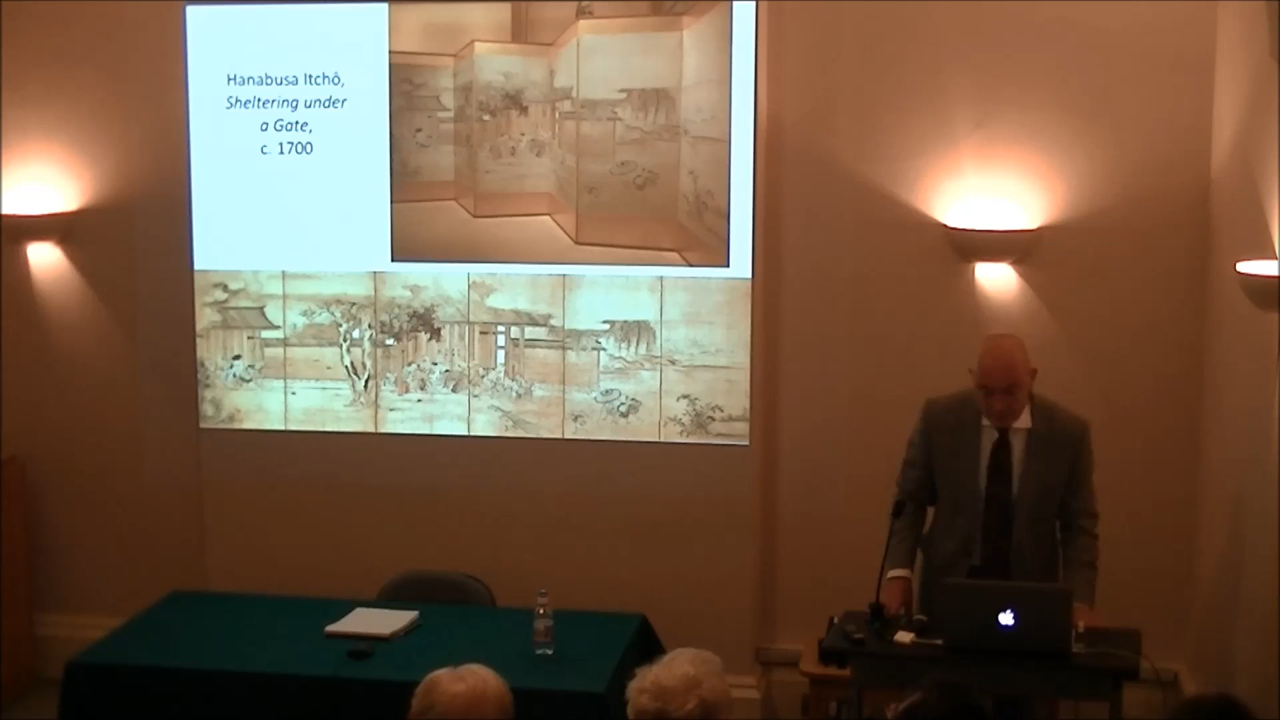 Hanabusa Itchō,
Sheltering under
a Gate,
c. 1700